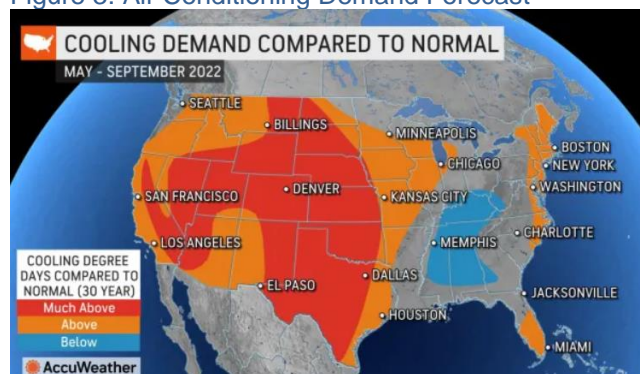 Figure 3: Air Conditioning Demand Forecast
COOLING DEMAND COMPARED TO NORMAL
MAY - SEPTEMBER 2022
SEATTLE
BILLINGS
MINNEAPOLIS
BOSTON
NEW YORK
CHICAGO
WASHINGTON
SAN FRANCISCO
DENVER
KANSAS CITY
CHARLOTTE
LOS ANGELES
MEMPHIS
DALLAS
EL PASO
JACKSONVILLE
HOUSTON
MIAMI
COOLING DEGREE
DAYS COMPARED TO
NORMAL (30 YEAR)
Much Above
Above
Below
AccuWeather